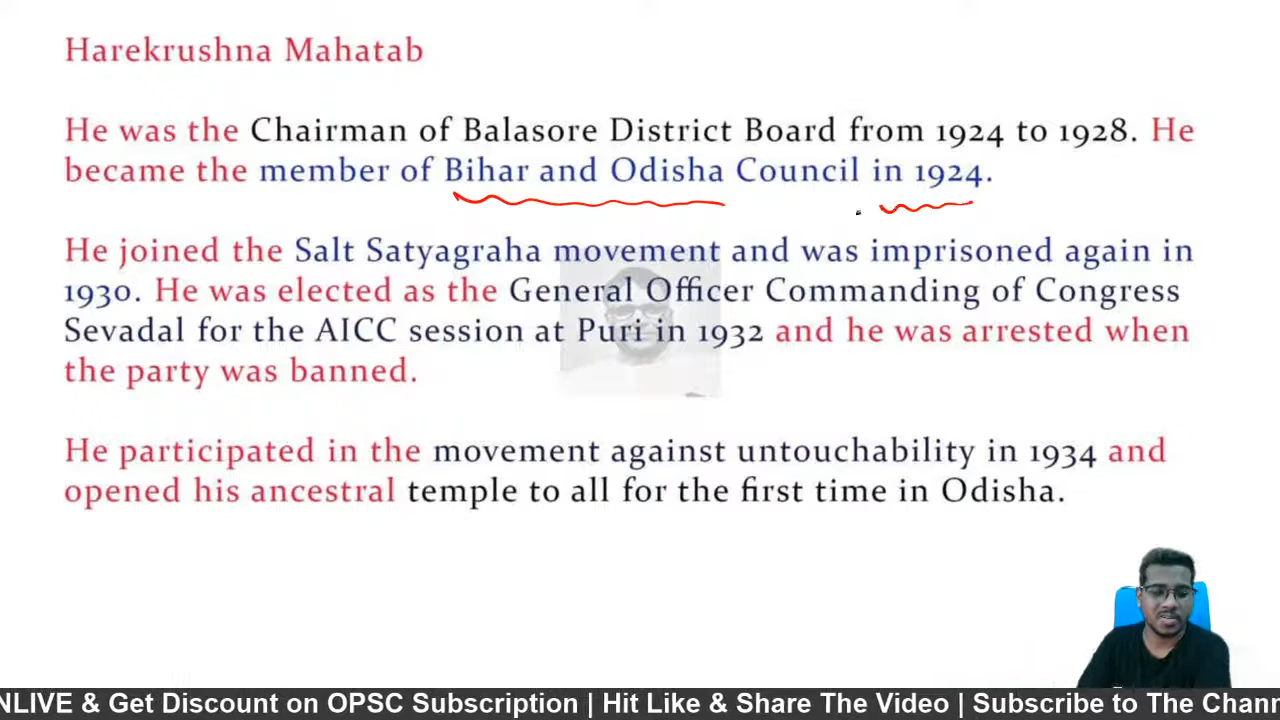 Harekrushna Mahatab
He was the Chairman of Balasore District Board from 1924 to 1928. He
became the member of Bihar and Odisha Council in 1924.
He joined the Salt Satyagraha movement and was imprisoned again in
1930. He was elected as the General Officer Commanding of Congress
Sevadal for the AICC session at Puri in 1932 and he was arrested when
the party was banned.
He participated in the movement against untouchability in 1934 and
opened his ancestral temple to all for the first time in Odisha.
NLIVE & Get Discount on OPSC Subscription | Hit Like & Share The Video | Subscribe to The Chann